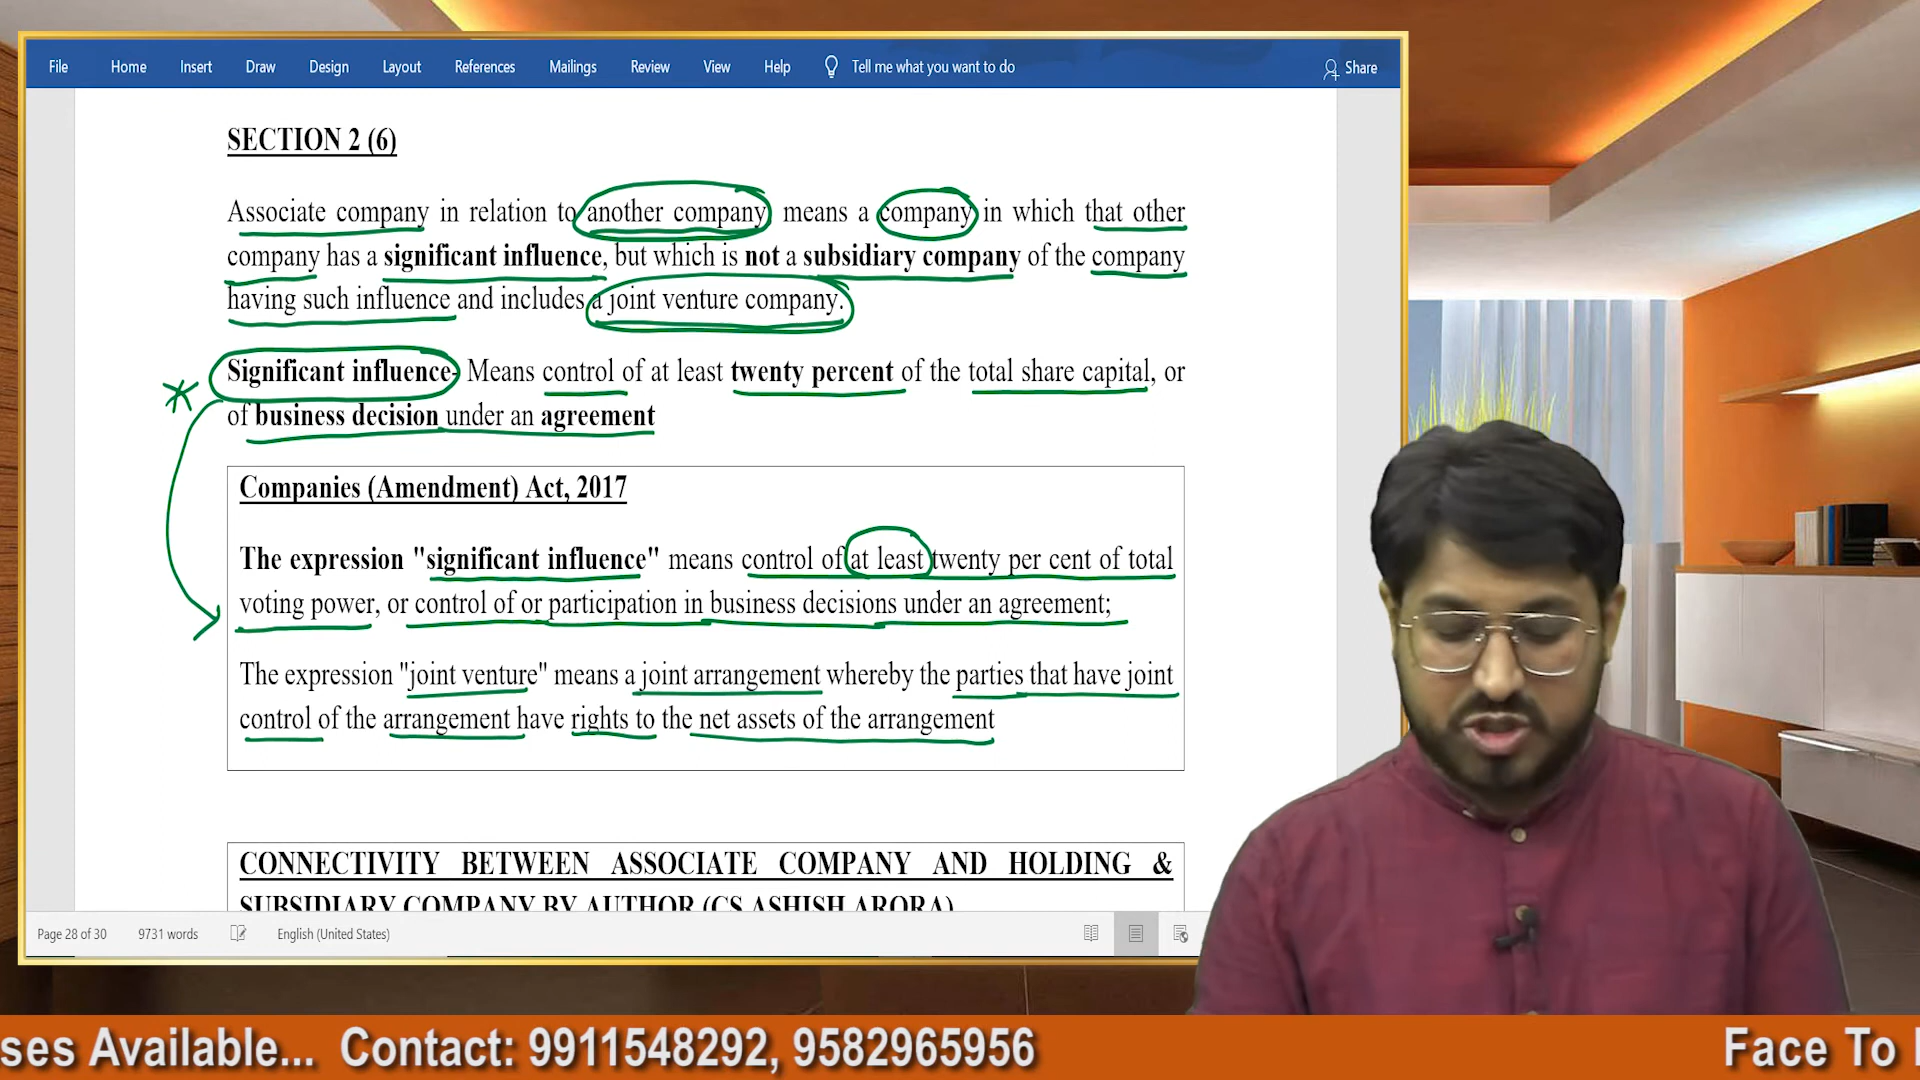 File Home Insert Draw Design Layout References Mailings Review View Help Tell me what you want to do Share
SECTION 2 (6)
Associate company in relation to another company means a company in which that other
company has a significant influence, but which is not a subsidiary company of the company
having such influence and includes a joint venture company.
Significant influence- Means control of at least twenty percent of the total share capital, or
of business decision under an agreement
Companies (Amendment) Act, 2017
The expression "significant influence" means control of at least twenty per cent of total
voting power, or control of or participation in business decisions under an agreement;
The expression "joint venture" means a joint arrangement whereby the parties that have joint
control of the arrangement have rights to the net assets of the arrangement
CONNECTIVITY BETWEEN ASSOCIATE COMPANY AND HOLDING &
SUBSIDIARY COMPANY BY AUTHOR (CS ASHISH ARORA)
Page 28 of 30 9731 words English (United States)
ses Available... Contact: 9911548292, 9582965956 Face To